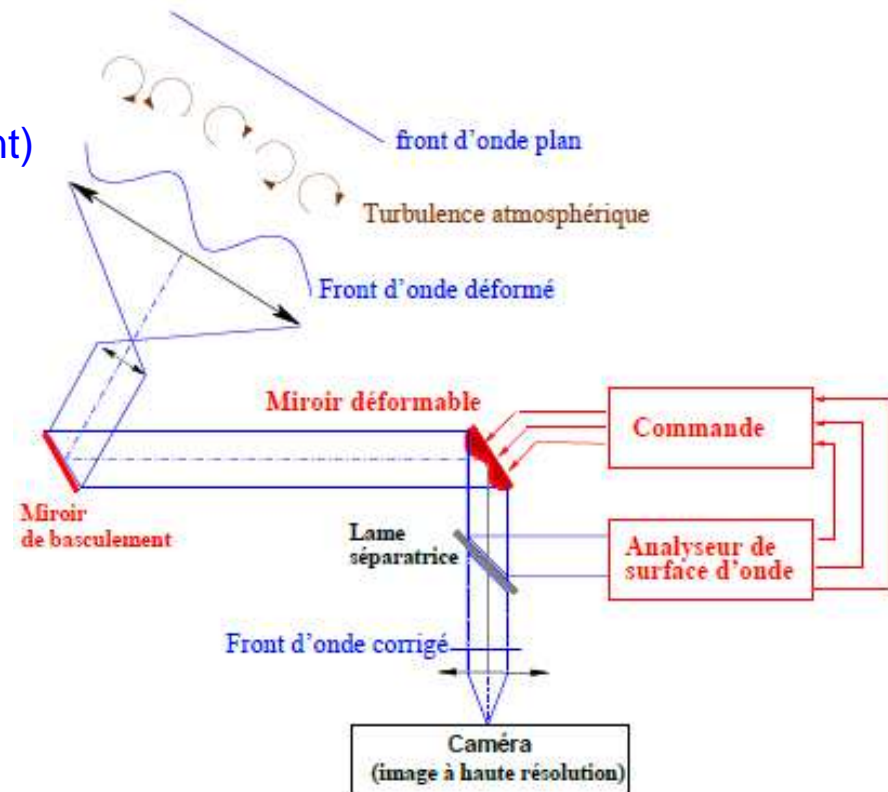 nt)
front d'onde plan
Turbulence atmosphérique
Front d'onde déformé
Miroir déformable
Commande
Miroir
de basculement
Lame
séparatrice
Analyseur de
surface d'onde
Front d'onde corrigé
Caméra
(image à haute résolution)